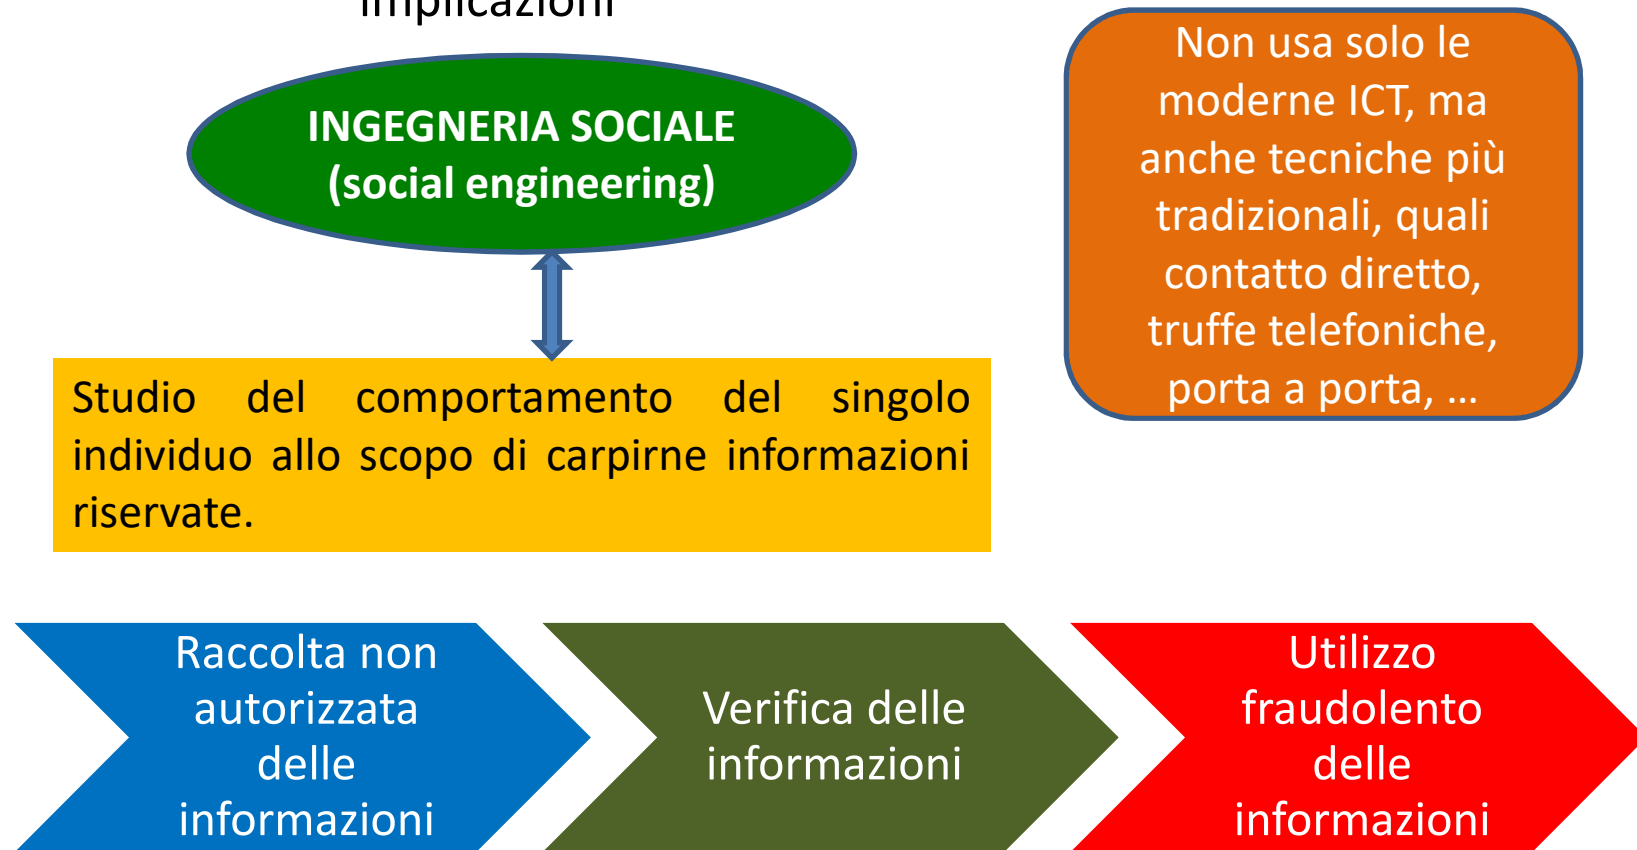 implicazioni
INGEGNERIA SOCIALE
(social engineering)
Non usa solo le
moderne ICT, ma
anche tecniche più
tradizionali, quali
contatto diretto,
truffe telefoniche,
porta a porta, ...
Studio del comportamento del singolo
individuo allo scopo di carpirne informazioni
riservate.
Raccolta non
autorizzata
delle
informazioni
Verifica delle
informazioni
Utilizzo
fraudolento
delle
informazioni